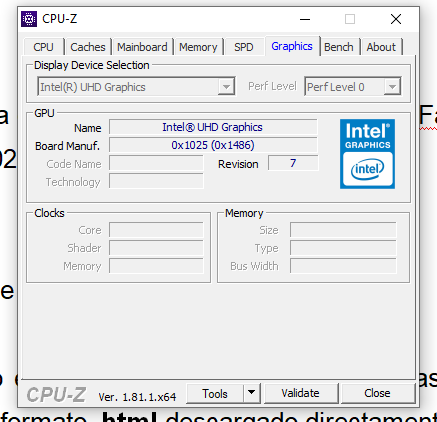 CPU-Z
CPU Caches Mainboard Memory SPD Graphics Bench About
Display Device Selection
Intel(R) UHD Graphics Perf Level Perf Level 0
GPU
Name Intel® UHD Graphics
Board Manuf. 0x1025 (0x1486)
Code Name Revision 7
Technology
intel
GRAPHICS
intel
Clocks
Core
Shader
Memory
Memory
Size
Type
Bus Width
CPU-Z Ver. 1.81.1.x64 Tools Validate Close
formato .html descargado directament